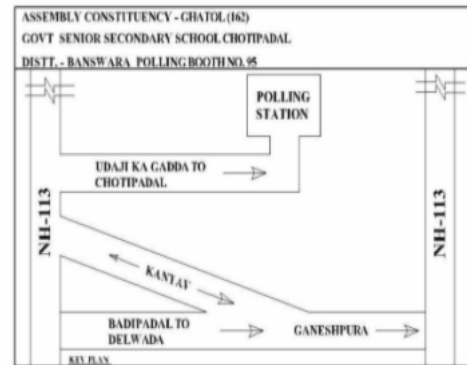 ASSEMBLY CONSTITUENCY - GHATOL (162)
GOVT SENIOR SECONDARY SCHOOL CHOTIPADAL
DISTT. - BANSWARA POLLING BOOTH NO. 95
POLLING
STATION
UDAJI KA GADDA TO
CHOTIPADAL
NH-113
NH-113
KANTAV
BADIPADAL TO
DELWADA
GANESHPURA
KEY PLAN